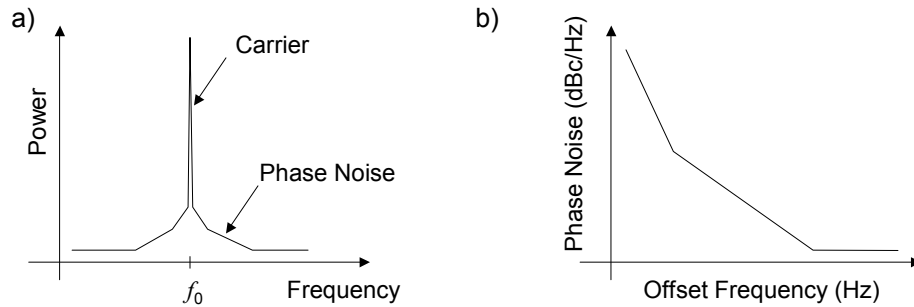 a)
Carrier
Power
Phase Noise
f0
Frequency
b)
Phase Noise (dBc/Hz)
Offset Frequency (Hz)